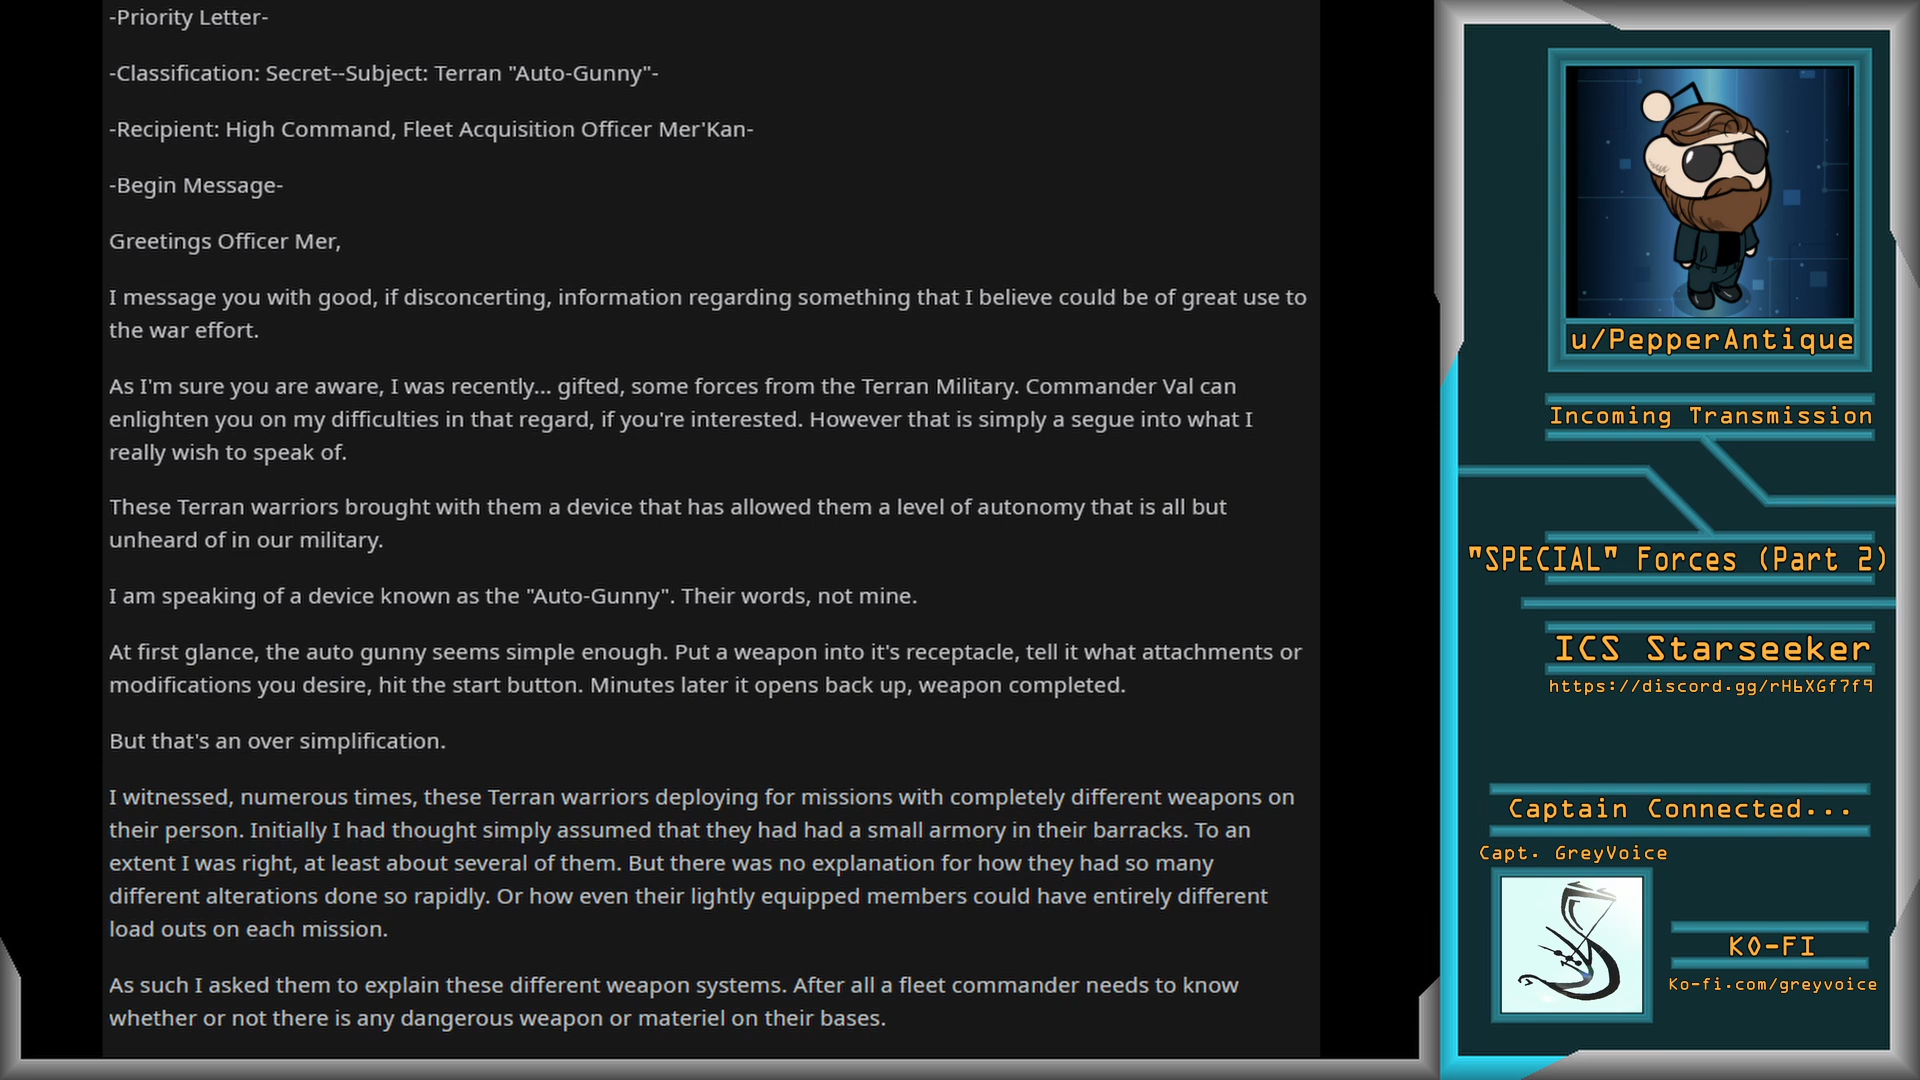 -Priority Letter-
-Classification: Secret--Subject: Terran "Auto-Gunny"-
-Recipient: High Command, Fleet Acquisition Officer Mer'Kan-
-Begin Message-
Greetings Officer Mer,
I message you with good, if disconcerting, information regarding something that I believe could be of great use to
the war effort.
As I'm sure you are aware, I was recently... gifted, some forces from the Terran Military. Commander Val can
enlighten you on my difficulties in that regard, if you're interested. However that is simply a segue into what I
really wish to speak of.
These Terran warriors brought with them a device that has allowed them a level of autonomy that is all but
unheard of in our military.
I am speaking of a device known as the "Auto-Gunny". Their words, not mine.
At first glance, the auto gunny seems simple enough. Put a weapon into it's receptacle, tell it what attachments or
modifications you desire, hit the start button. Minutes later it opens back up, weapon completed.
But that's an over simplification.
I witnessed, numerous times, these Terran warriors deploying for missions with completely different weapons on
their person. Initially I had thought simply assumed that they had had a small armory in their barracks. To an
extent I was right, at least about several of them. But there was no explanation for how they had so many
different alterations done so rapidly. Or how even their lightly equipped members could have entirely different
load outs on each mission.
As such I asked them to explain these different weapon systems. After all a fleet commander needs to know
whether or not there is any dangerous weapon or materiel on their bases.
u/PepperAntique
Incoming Transmission
"SPECIAL" Forces (Part 2)
ICS Starseeker
https://discord.gg/rH6XGf7f9
Captain Connected...
Capt. GreyVoice
KO-FI
Ko-fi.com/greyvoice